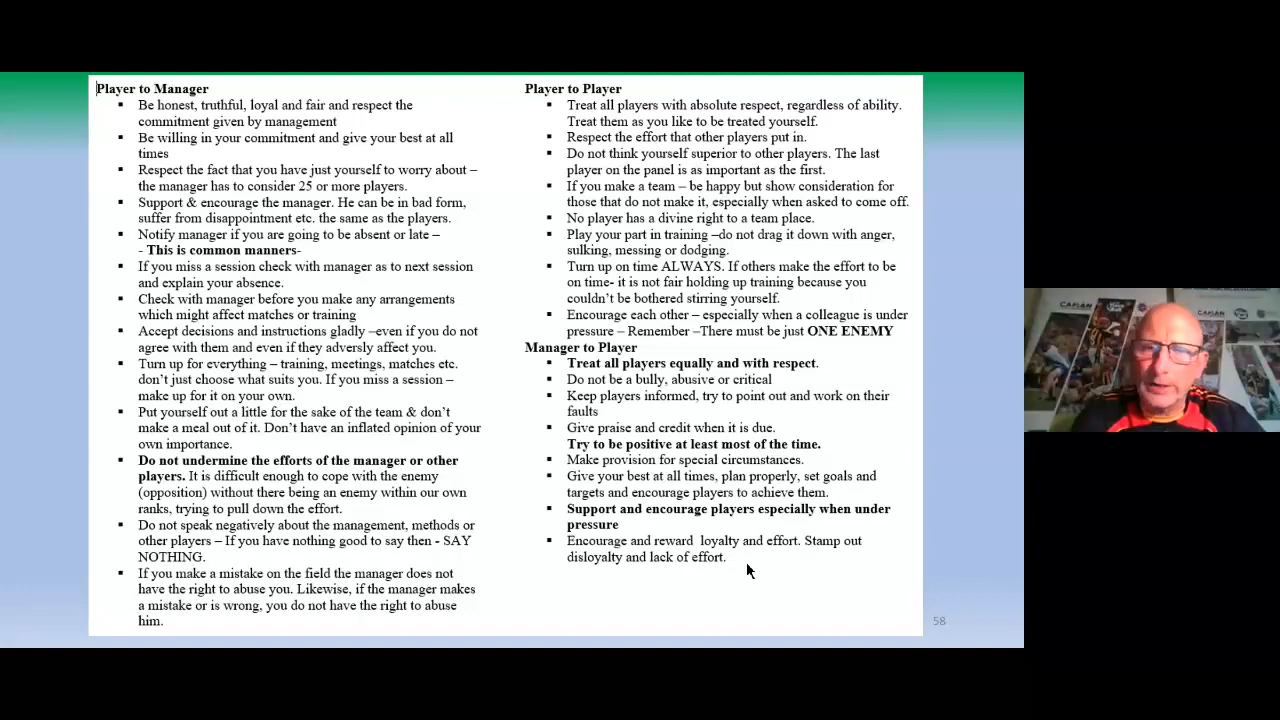 Player to Manager
▪ Be honest, truthful, loyal and fair and respect the
commitment given by management
▪ Be willing in your commitment and give your best at all
times
▪ Respect the fact that you have just yourself to worry about –
the manager has to consider 25 or more players.
▪ Support & encourage the manager. He can be in bad form,
suffer from disappointment etc. the same as the players.
▪ Notify manager if you are going to be absent or late –
- This is common manners-
▪ If you miss a session check with manager as to next session
and explain your absence.
▪ Check with manager before you make any arrangements
which might affect matches or training
▪ Accept decisions and instructions gladly –even if you do not
agree with them and even if they adversly affect you.
▪ Turn up for everything – training, meetings, matches etc.
don't just choose what suits you. If you miss a session –
make up for it on your own.
▪ Put yourself out a little for the sake of the team & don't
make a meal out of it. Don't have an inflated opinion of your
own importance.
▪ Do not undermine the efforts of the manager or other
players. It is difficult enough to cope with the enemy
(opposition) without there being an enemy within our own
ranks, trying to pull down the effort.
▪ Do not speak negatively about the management, methods or
other players – If you have nothing good to say then - SAY
NOTHING.
▪ If you make a mistake on the field the manager does not
have the right to abuse you. Likewise, if the manager makes
a mistake or is wrong, you do not have the right to abuse
him.
Player to Player
▪ Treat all players with absolute respect, regardless of ability.
Treat them as you like to be treated yourself.
▪ Respect the effort that other players put in.
▪ Do not think yourself superior to other players. The last
player on the panel is as important as the first.
▪ If you make a team – be happy but show consideration for
those that do not make it, especially when asked to come off.
▪ No player has a divine right to a team place.
▪ Play your part in training –do not drag it down with anger,
sulking, messing or dodging.
▪ Turn up on time ALWAYS. If others make the effort to be
on time- it is not fair holding up training because you
couldn't be bothered stirring yourself.
▪ Encourage each other – especially when a colleague is under
pressure – Remember –There must be just ONE ENEMY
Manager to Player
▪ Treat all players equally and with respect.
▪ Do not be a bully, abusive or critical
▪ Keep players informed, try to point out and work on their
faults
▪ Give praise and credit when it is due.
Try to be positive at least most of the time.
▪ Make provision for special circumstances.
▪ Give your best at all times, plan properly, set goals and
targets and encourage players to achieve them.
▪ Support and encourage players especially when under
pressure
▪ Encourage and reward loyalty and effort. Stamp out
disloyalty and lack of effort.
58